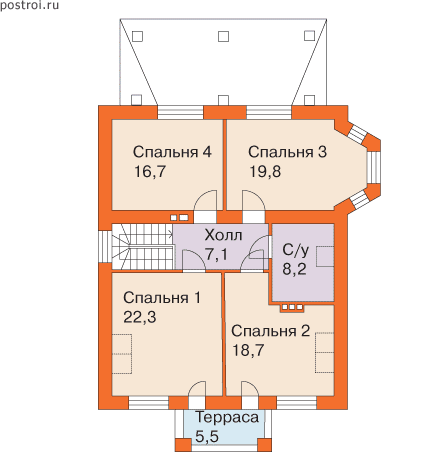 postroi.ru
Спальня 4
16,7
Спальня 3
19,8
Холл
7,1
С/у
8,2
Спальня 1
22,3
Спальня 2
18,7
Терраса
5,5